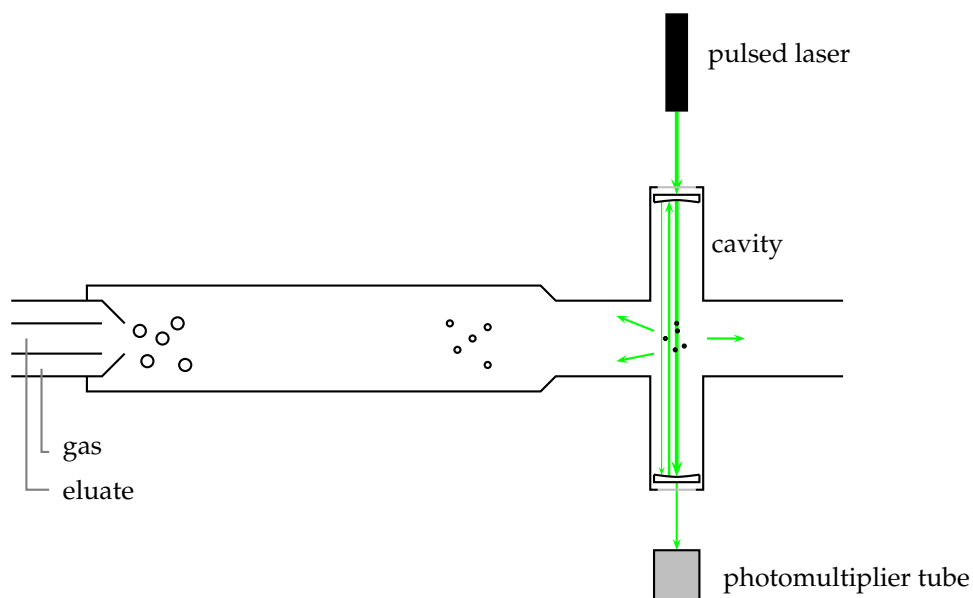 pulsed laser
cavity
gas
eluate
photomultiplier tube